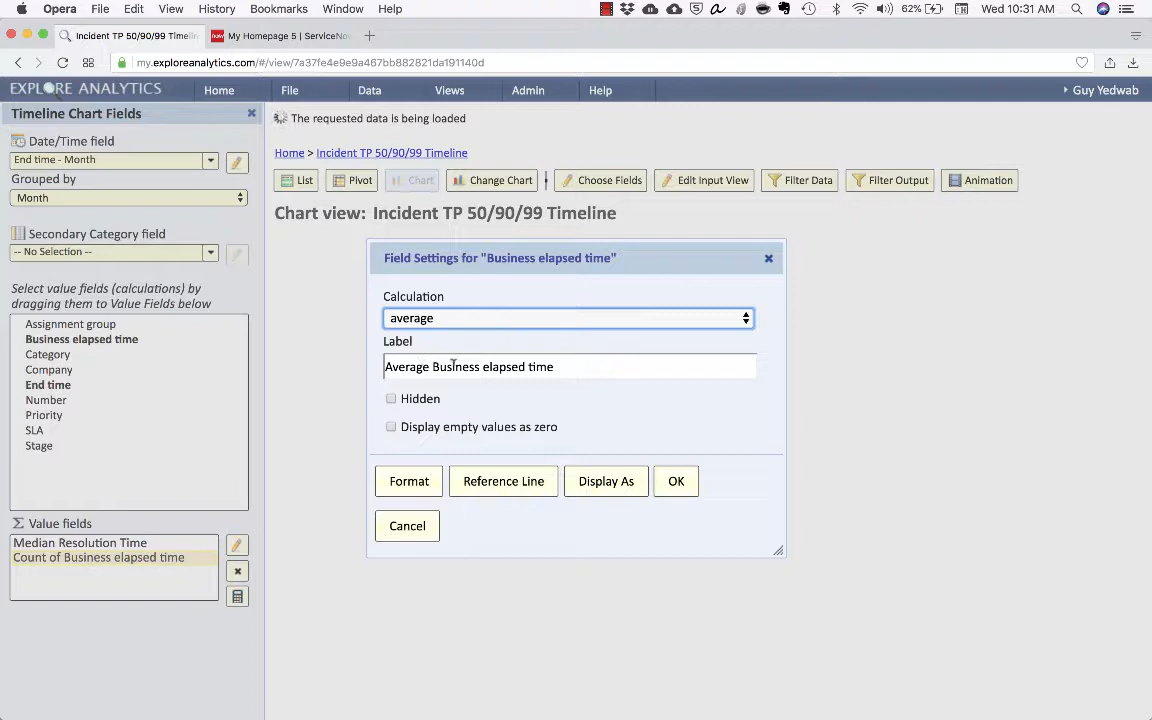 Opera File Edit View History Bookmarks Window Help 62% Wed 10:31 AM
Incident TP 50/90/99 Timelin My Homepage 5 | ServiceNo
my.exploreanalytics.com/#/view/7a37fe4e9e9a467bb882821da191140d
EXPLORE ANALYTICS Home File Data Views Admin Help Guy Yedwab
Timeline Chart Fields
Date/Time field
End time - Month
Grouped by
Month
Secondary Category field
-- No Selection --
Select value fields (calculations) by
dragging them to Value Fields below
Assignment group
Business elapsed time
Category
Company
End time
Number
Priority
SLA
Stage
Value fields
Median Resolution Time
Count of Business elapsed time
The requested data is being loaded
Home > Incident TP 50/90/99 Timeline
List Pivot Chart Change Chart Choose Fields Edit Input View Filter Data Filter Output Animation
Chart view: Incident TP 50/90/99 Timeline
Field Settings for "Business elapsed time"
Calculation
average
Label
Average Business elapsed time
Hidden
Display empty values as zero
Format Reference Line Display As OK
Cancel